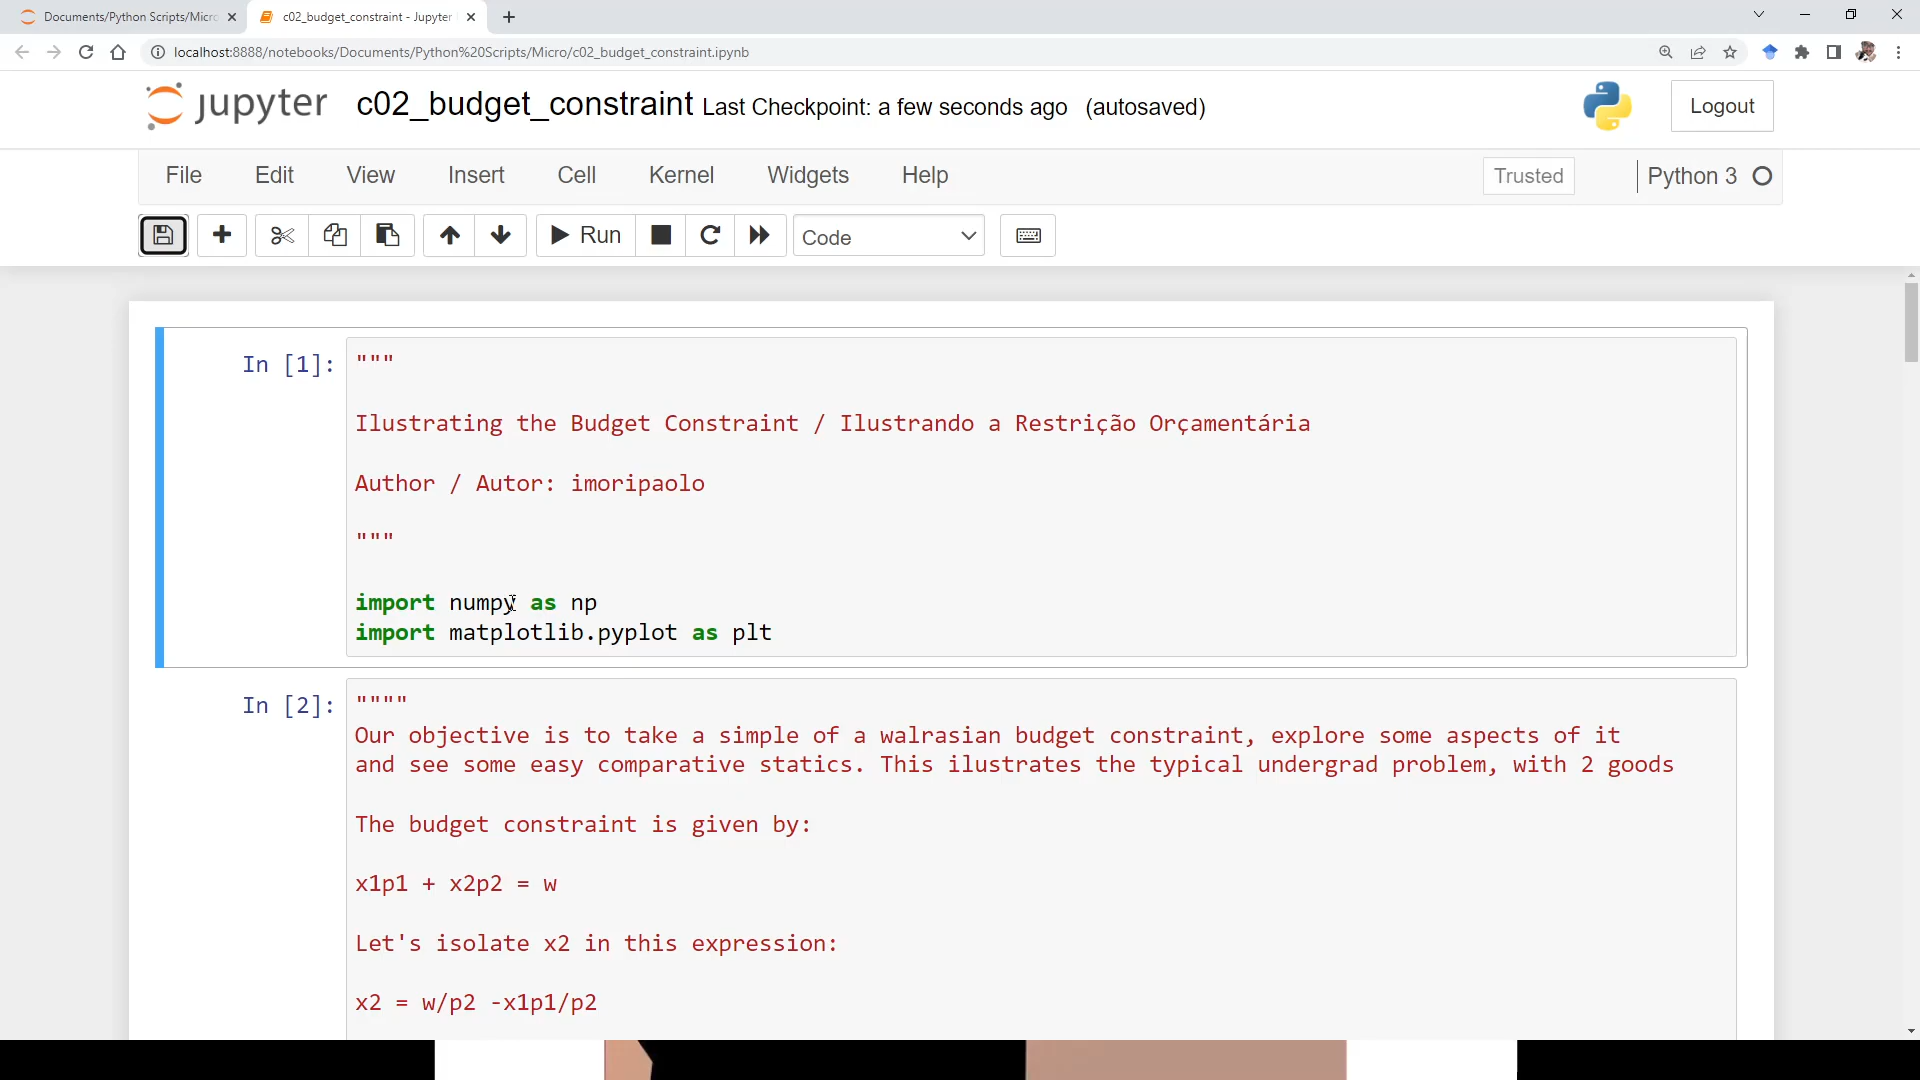 Documents/Python Scripts/Micro
c02_budget_constraint - Jupyter
localhost:8888/notebooks/Documents/Python%20Scripts/Micro/c02_budget_constraint.ipynb
jupyter c02_budget_constraint Last Checkpoint: a few seconds ago (autosaved)
Logout
File Edit View Insert Cell Kernel Widgets Help
Trusted
Python 3
Run
Code
In [1]:
"""
Ilustrating the Budget Constraint / Ilustrando a Restrição Orçamentária
Author / Autor: imoripaolo
"""
import numpy as np
import matplotlib.pyplot as plt
In [2]:
""""
Our objective is to take a simple of a walrasian budget constraint, explore some aspects of it
and see some easy comparative statics. This ilustrates the typical undergrad problem, with 2 goods
The budget constraint is given by:
x1p1 + x2p2 = w
Let's isolate x2 in this expression:
x2 = w/p2 -x1p1/p2